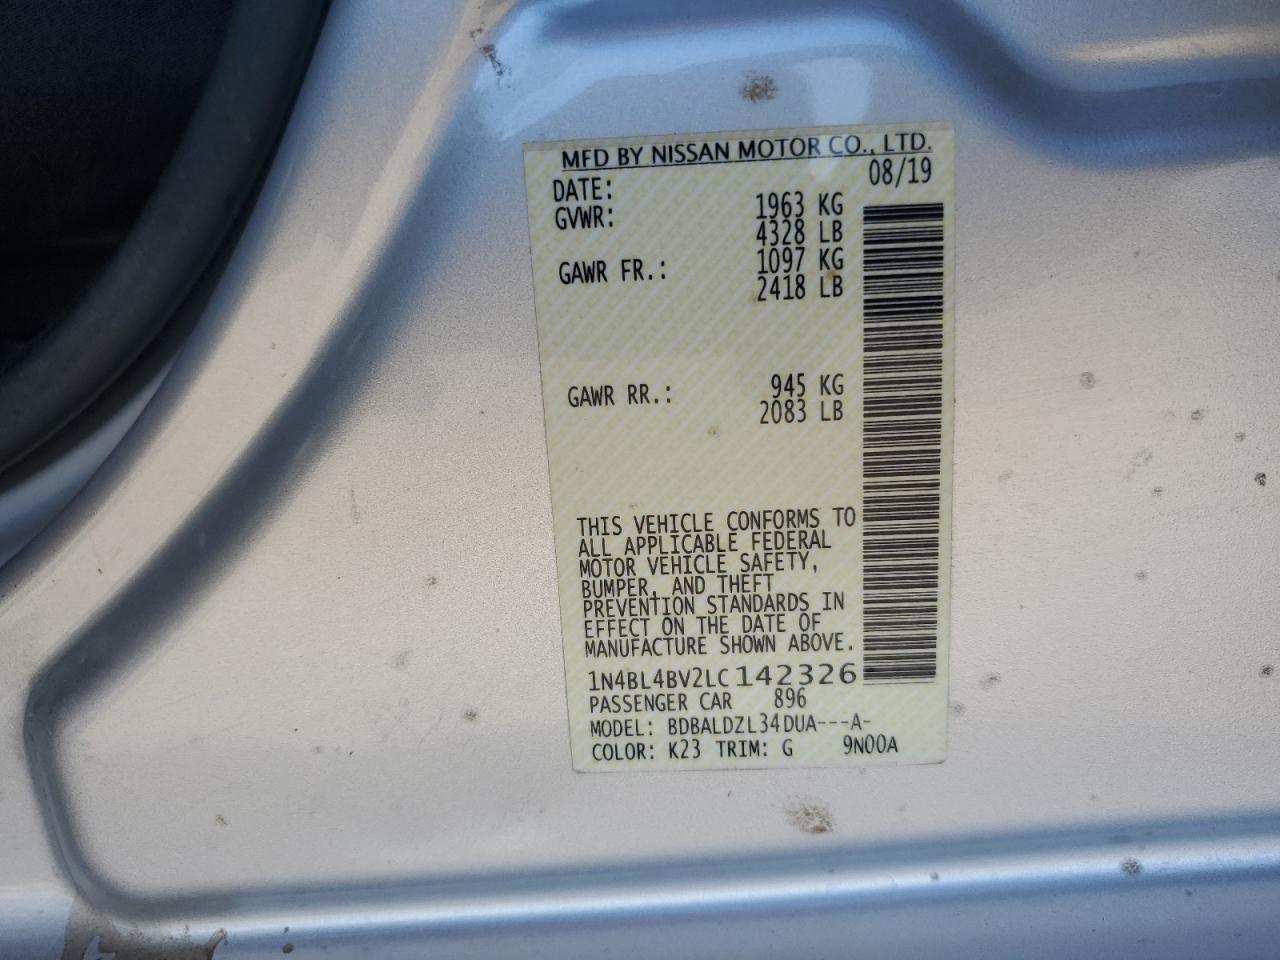 MFD BY NISSAN MOTOR CO., LTD.
DATE: 08/19
GVWR: 1963 KG
4328 LB
GAWR FR.: 1097 KG
2418 LB
GAWR RR.: 945 KG
2083 LB
THIS VEHICLE CONFORMS TO
ALL APPLICABLE FEDERAL
MOTOR VEHICLE SAFETY,
BUMPER, AND THEFT
PREVENTION STANDARDS IN
EFFECT ON THE DATE OF
MANUFACTURE SHOWN ABOVE.
1N4BL4BV2LC142326
PASSENGER CAR 896
MODEL: BDBALDZL34DUA---A-
COLOR: K23 TRIM: G 9N00A